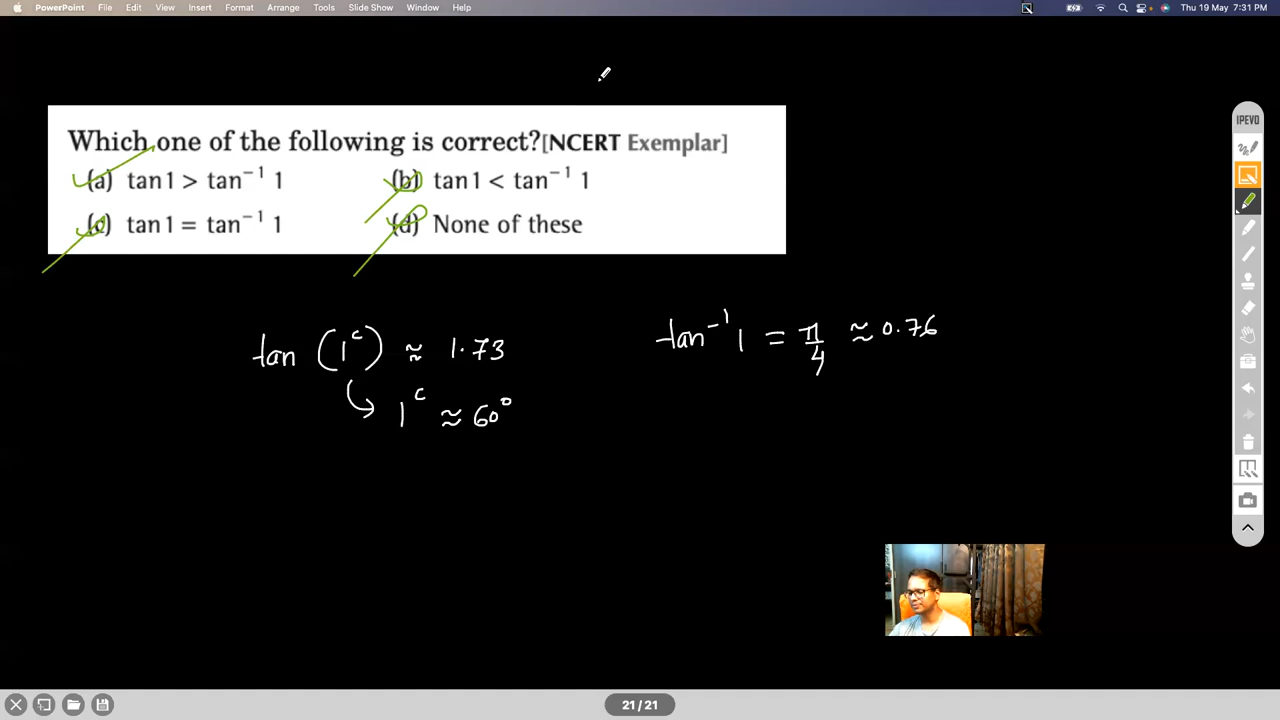 PowerPoint File Edit View Insert Format Arrange Tools Slide Show Window Help Thu 19 May 7:31 PM
Which one of the following is correct?[NCERT Exemplar]
(a) tan 1 > tan⁻¹ 1 (b) tan 1 < tan⁻¹ 1
(c) tan 1 = tan⁻¹ 1 (d) None of these
tan (1ᶜ) ≈ 1.73 tan⁻¹ 1 = π/4 ≈ 0.76
1ᶜ ≈ 60°
IPEVO
21 / 21